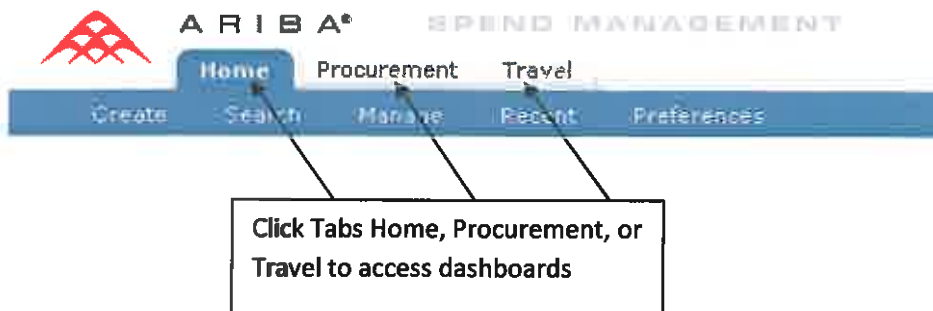 ARIBA® SPEND MANAGEMENT
Home Procurement Travel
Create Search Manage Recent Preferences
Click Tabs Home, Procurement, or
Travel to access dashboards